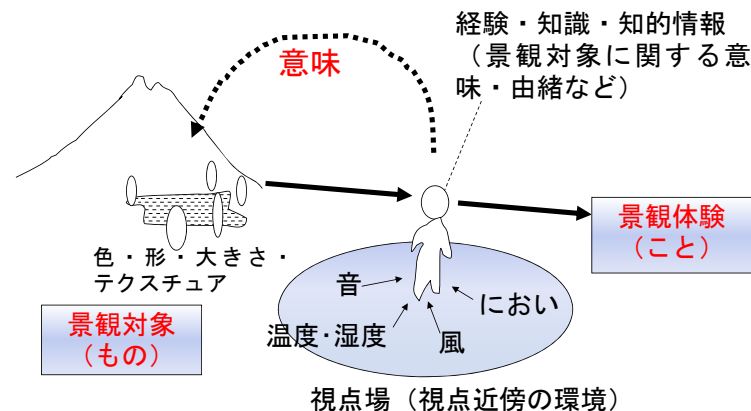 経験・知識・知的情報
（景観対象に関する意
味・由緒など）
意味
景観体験
（こと）
色・形・大きさ・
テクスチュア
景観対象
（もの）
音
におい
温度・湿度
風
視点場（視点近傍の環境）